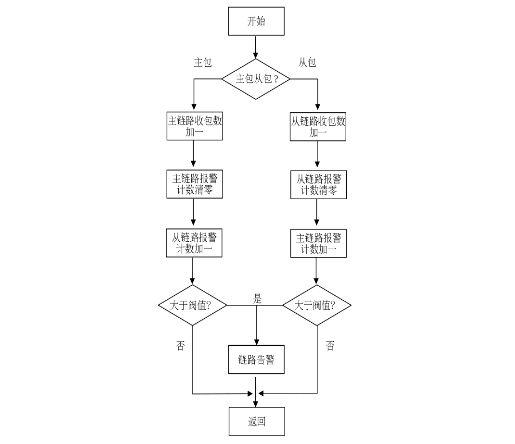 开始
主包
从包
主包从包?
主链路收包数
加一
从链路收包数
加一
主链路报警
计数清零
从链路报警
计数清零
从链路报警
计数加一
主链路报警
计数加一
大于阀值?
是
大于阀值?
否
否
链路告警
返回